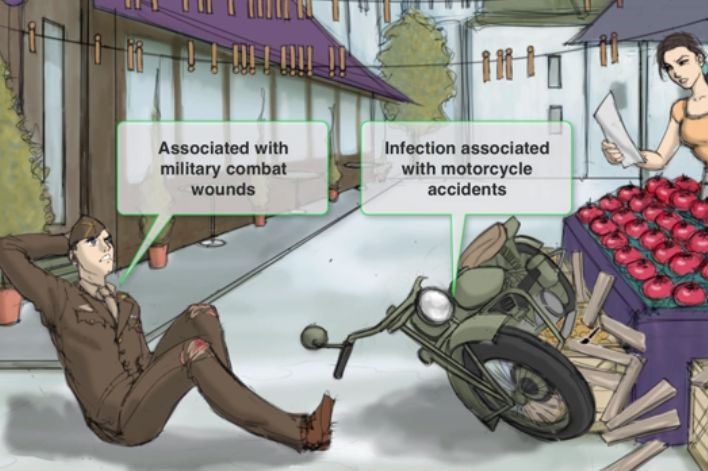 Associated with
military combat
wounds
Infection associated
with motorcycle
accidents